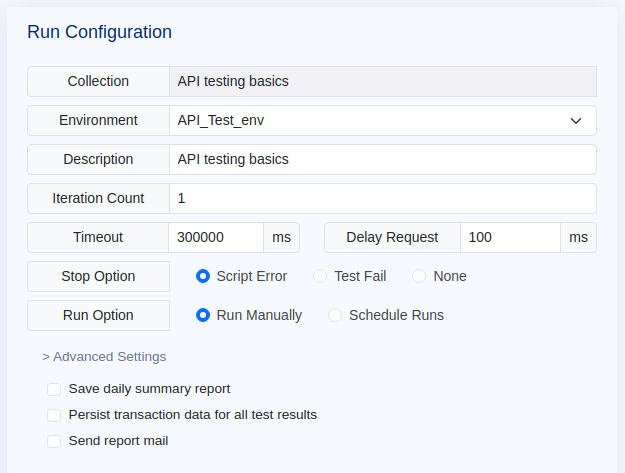 Run Configuration
Collection API testing basics
Environment API_Test_env
Description API testing basics
Iteration Count 1
Timeout 300000 ms Delay Request 100 ms
Stop Option Script Error Test Fail None
Run Option Run Manually Schedule Runs
> Advanced Settings
Save daily summary report
Persist transaction data for all test results
Send report mail